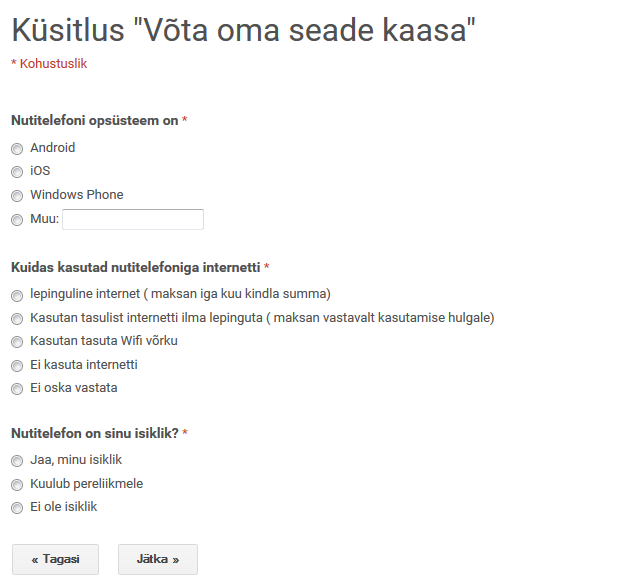 Küsitlus "Võta oma seade kaasa"
* Kohustuslik
Nutitelefoni opsüsteem on *
Android
iOS
Windows Phone
Muu:
Kuidas kasutad nutitelefoniga internetti *
lepinguline internet ( maksan iga kuu kindla summa)
Kasutan tasulist internetti ilma lepinguta ( maksan vastavalt kasutamise hulgale)
Kasutan tasuta Wifi võrku
Ei kasuta internetti
Ei oska vastata
Nutitelefon on sinu isiklik? *
Jaa, minu isiklik
Kuulub pereliikmele
Ei ole isiklik
« Tagasi
Jätka »